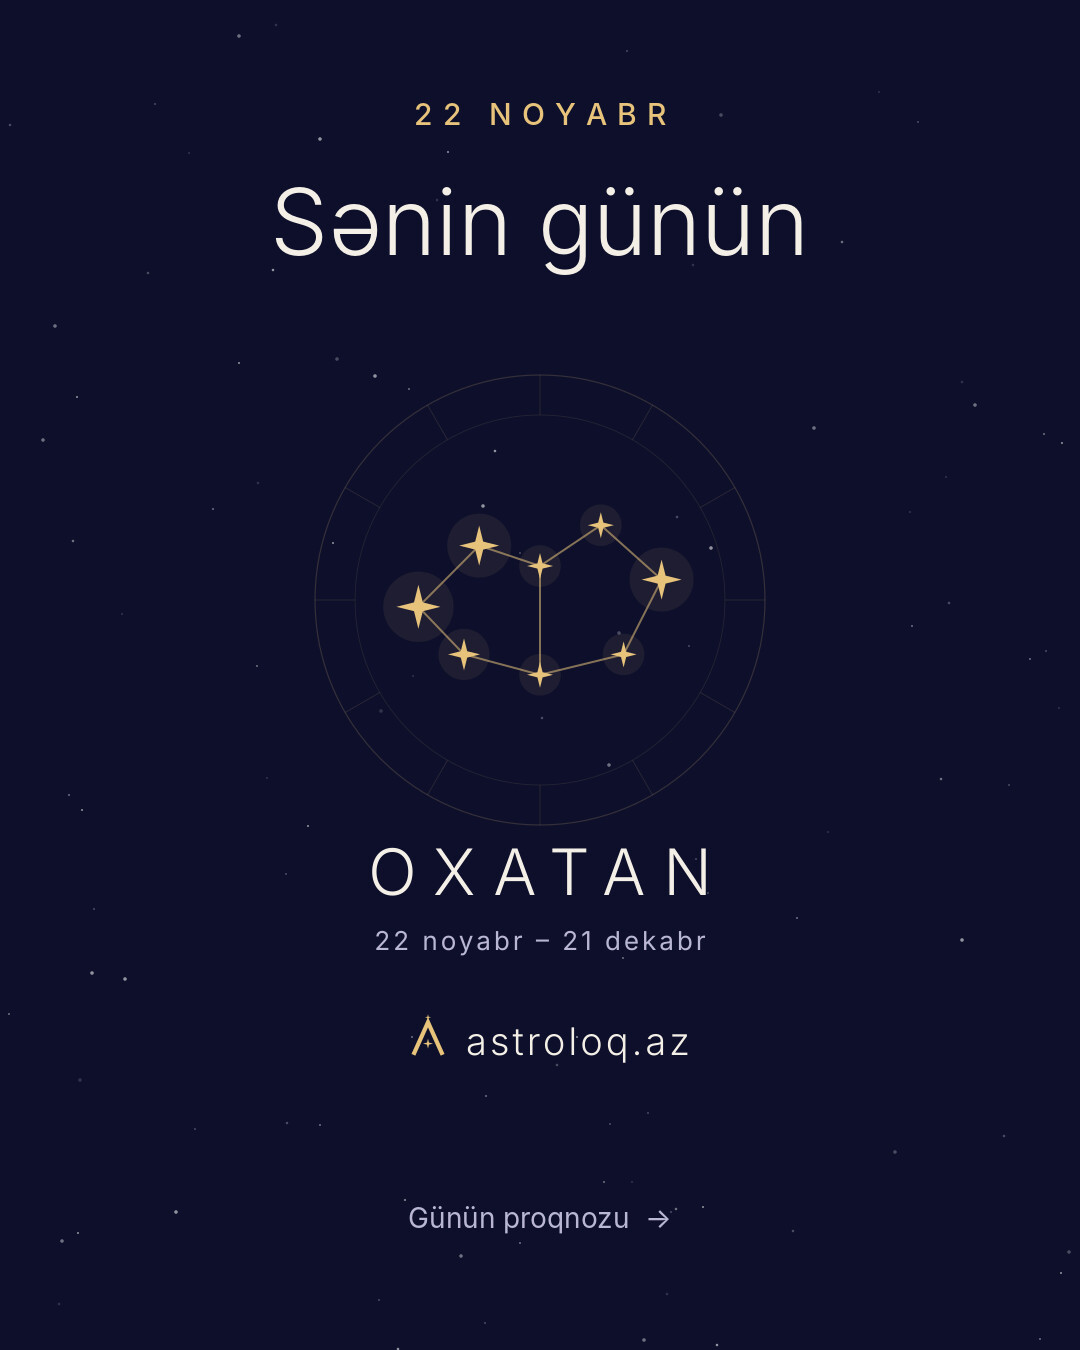 22 NOYABR
Sənin günün
OXATAN
22 noyabr – 21 dekabr
astroloq.az
Günün proqnozu →